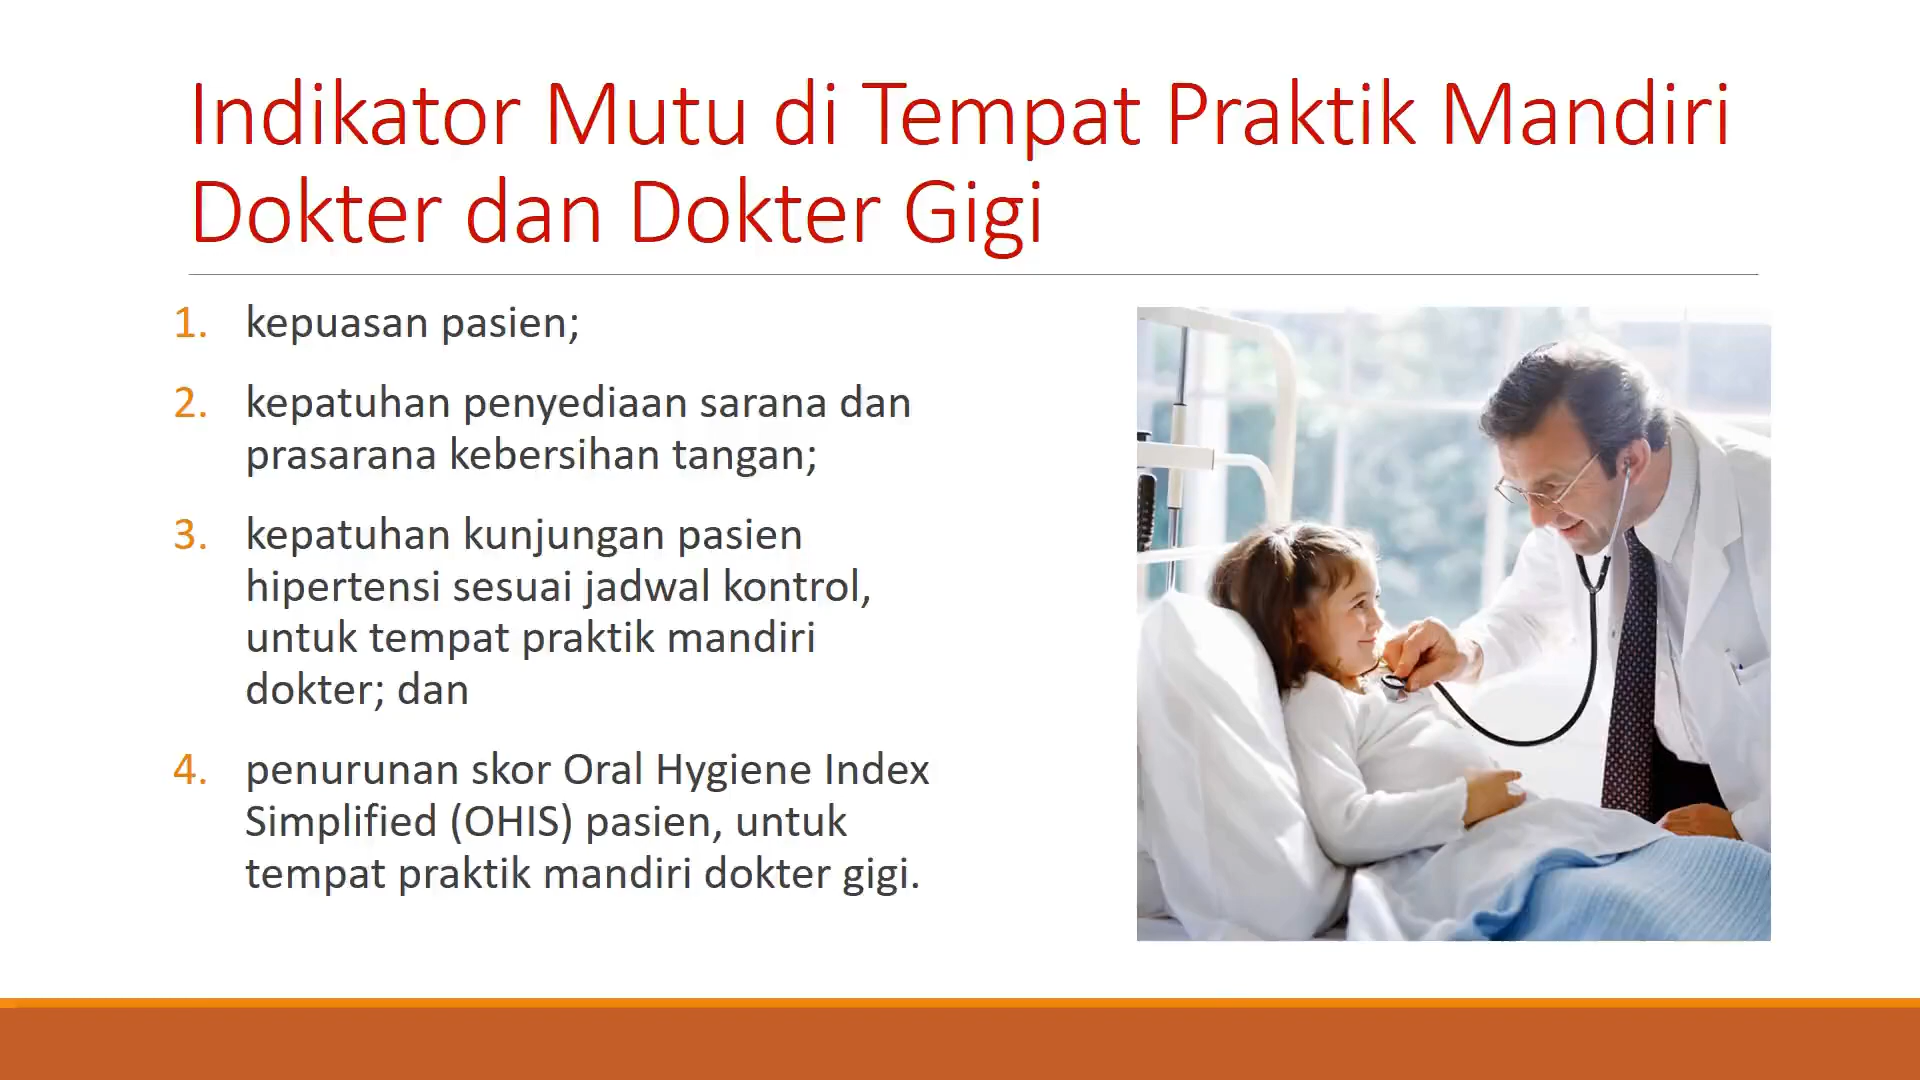 Indikator Mutu di Tempat Praktik Mandiri
Dokter dan Dokter Gigi
1. kepuasan pasien;
2. kepatuhan penyediaan sarana dan
prasarana kebersihan tangan;
3. kepatuhan kunjungan pasien
hipertensi sesuai jadwal kontrol,
untuk tempat praktik mandiri
dokter; dan
4. penurunan skor Oral Hygiene Index
Simplified (OHIS) pasien, untuk
tempat praktik mandiri dokter gigi.